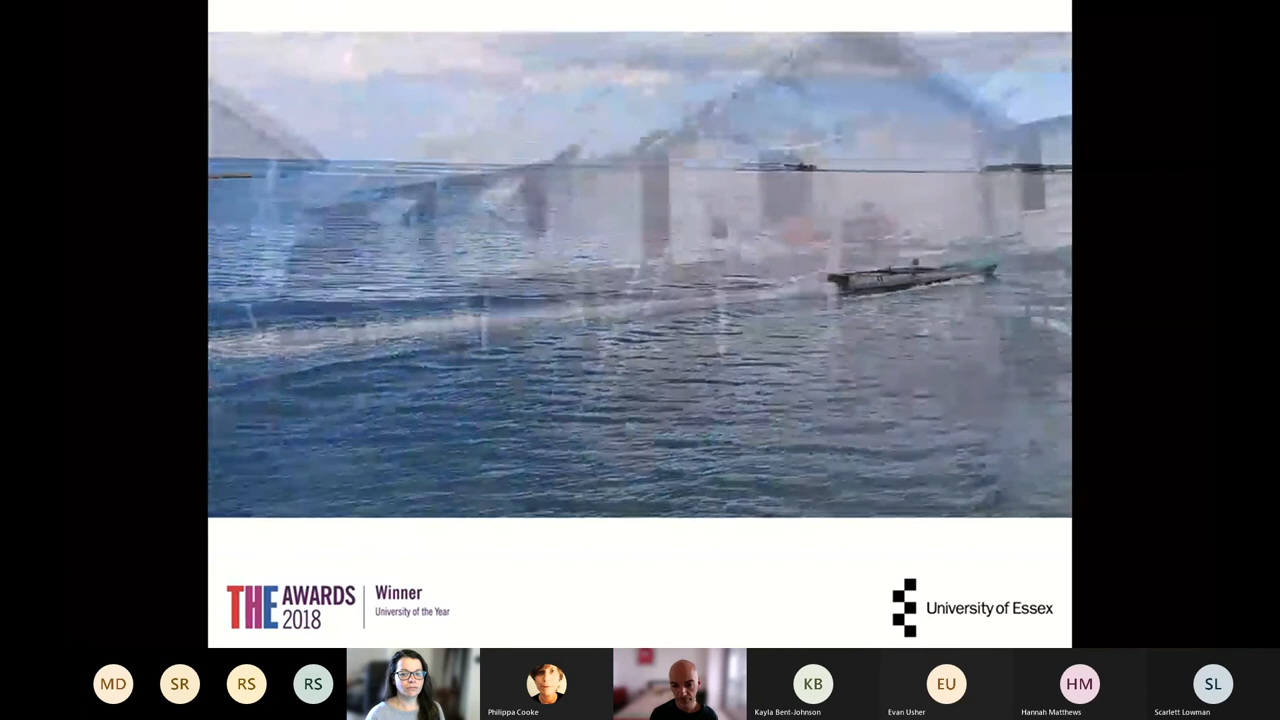 THE AWARDS 2018
Winner
University of the Year
University of Essex
MD
SR
RS
RS
Philippa Cooke
KB
Kayla Bent-Johnson
EU
Evan Usher
HM
Hannah Matthews
SL
Scarlett Lowman